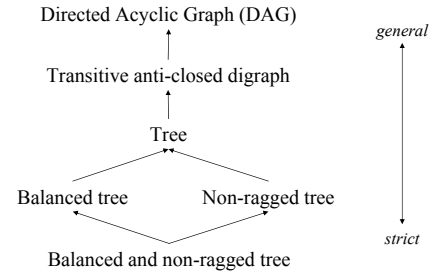 Directed Acyclic Graph (DAG)
general
Transitive anti-closed digraph
Tree
Balanced tree
Non-ragged tree
strict
Balanced and non-ragged tree